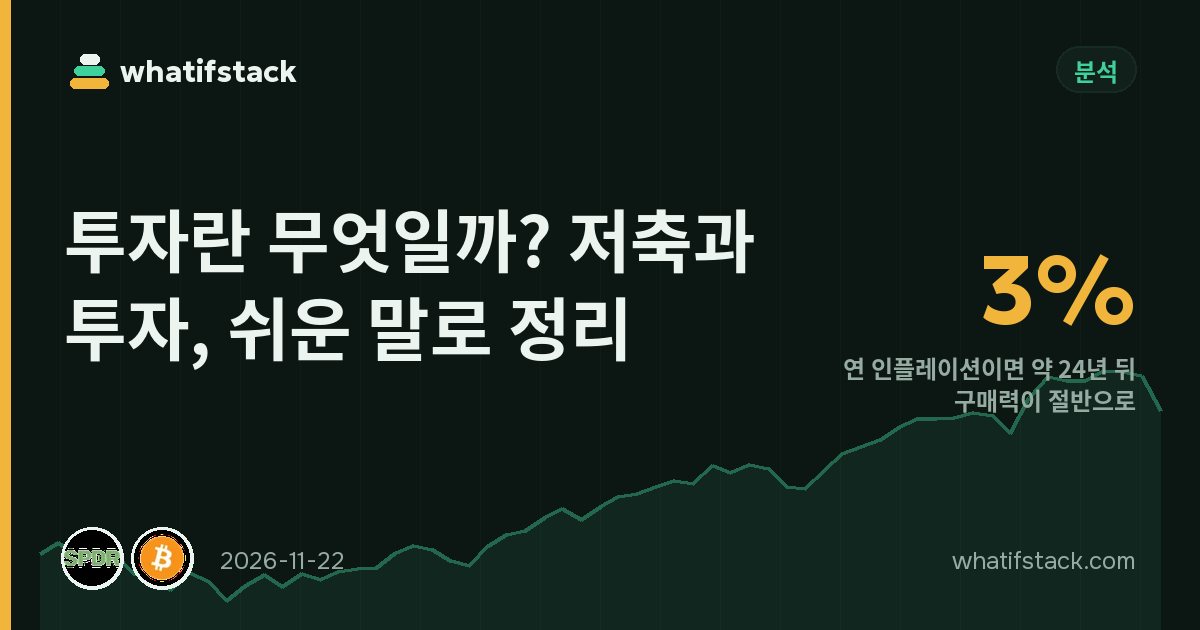 whatifstack
분석
투자란 무엇일까? 저축과
투자, 쉬운 말로 정리
3%
연 인플레이션이면 약 24년 뒤
구매력이 절반으로
SPDR
2026-11-22
whatifstack.com